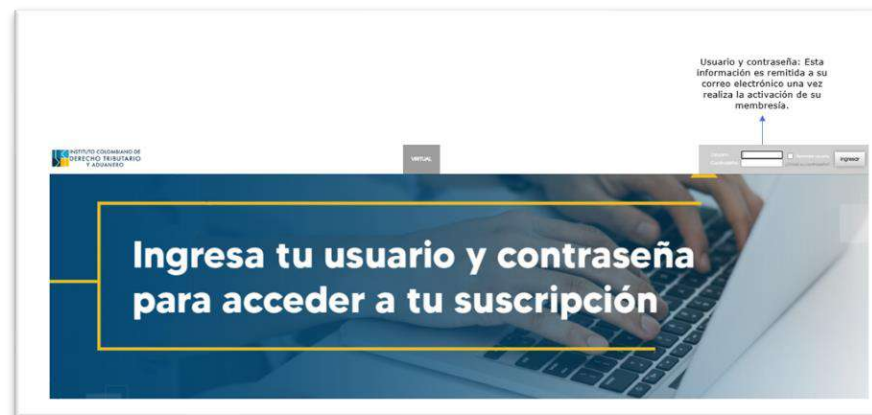 Usuario y contraseña: Esta
información es remitida a su
correo electrónico una vez
realiza la activación de su
membresía.
INSTITUTO COLOMBIANO DE
DERECHO TRIBUTARIO
Y ADUANERO
VIRTUAL
Ingresar
Ingresa tu usuario y contraseña
para acceder a tu suscripción